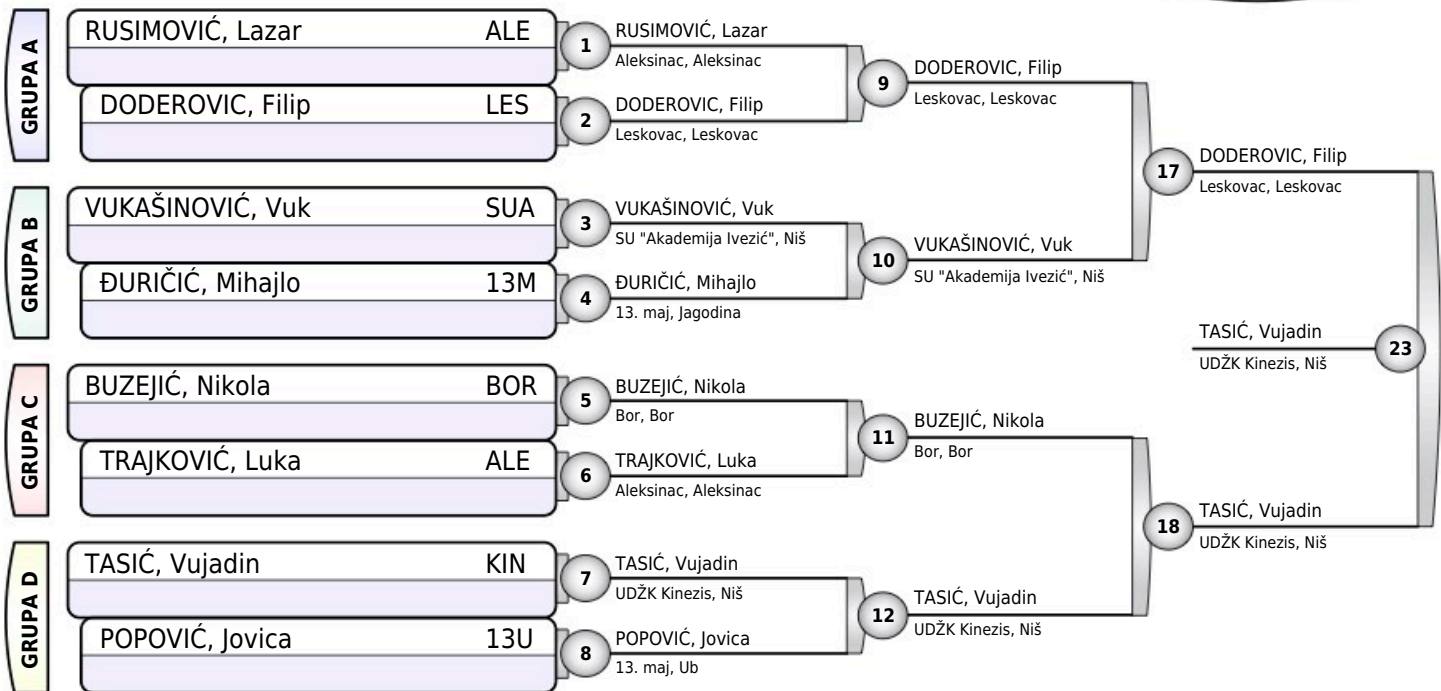 GRUPA A
RUSIMOVIĆ, Lazar ALE
DODEROVIC, Filip LES
1
RUSIMOVIĆ, Lazar
Aleksinac, Aleksinac
2
DODEROVIC, Filip
Leskovac, Leskovac
9
DODEROVIC, Filip
Leskovac, Leskovac
GRUPA B
VUKAŠINOVIĆ, Vuk SUA
ĐURIČIĆ, Mihajlo 13M
3
VUKAŠINOVIĆ, Vuk
SU "Akademija Ivezić", Niš
4
ĐURIČIĆ, Mihajlo
13. maj, Jagodina
10
VUKAŠINOVIĆ, Vuk
SU "Akademija Ivezić", Niš
17
DODEROVIC, Filip
Leskovac, Leskovac
GRUPA C
BUZEJIĆ, Nikola BOR
TRAJKOVIĆ, Luka ALE
5
BUZEJIĆ, Nikola
Bor, Bor
6
TRAJKOVIĆ, Luka
Aleksinac, Aleksinac
11
BUZEJIĆ, Nikola
Bor, Bor
GRUPA D
TASIĆ, Vujadin KIN
POPOVIĆ, Jovica 13U
7
TASIĆ, Vujadin
UDŽK Kinezis, Niš
8
POPOVIĆ, Jovica
13. maj, Ub
12
TASIĆ, Vujadin
UDŽK Kinezis, Niš
18
TASIĆ, Vujadin
UDŽK Kinezis, Niš
TASIĆ, Vujadin
UDŽK Kinezis, Niš
23